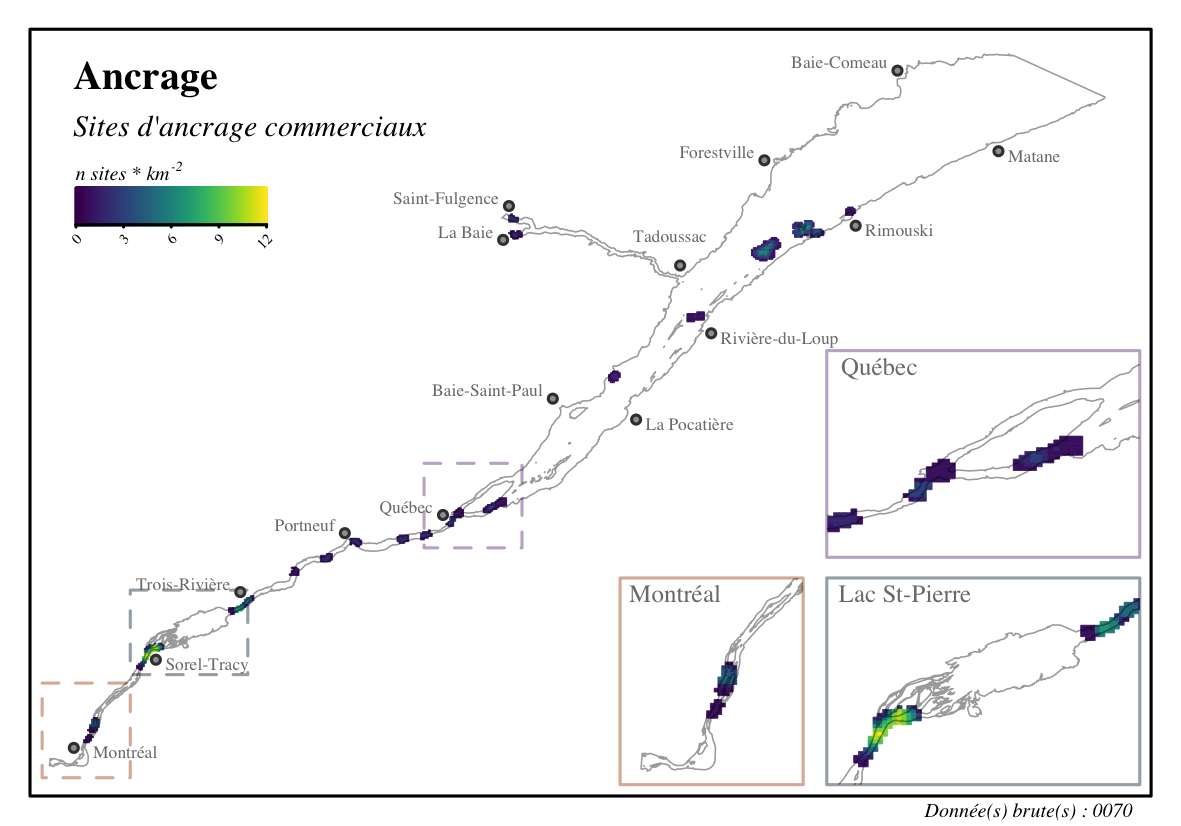 Ancrage
Sites d'ancrage commerciaux
n sites * km-2
0 3 6 9 12
Baie-Comeau
Forestville
Matane
Saint-Fulgence
La Baie
Tadoussac
Rimouski
Rivière-du-Loup
Baie-Saint-Paul
La Pocatière
Québec
Portneuf
Trois-Rivière
Sorel-Tracy
Montréal
Québec
Montréal
Lac St-Pierre
Donnée(s) brute(s) : 0070